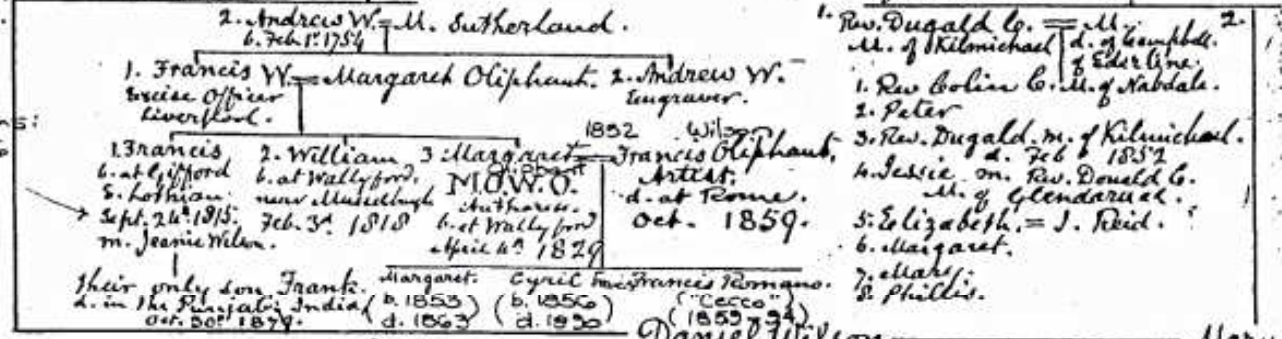 2. Andrew W. = M. Sutherland.
b. Feb 1st 1754
1. Francis W. = Margaret Oliphant. 2. Andrew W.
Excise Officer
Liverpool.
Engraver.
1. Francis
b. at Gifford
E. Lothian
Sept. 24th 1815.
m. Jeanie Wilson.
2. William
b. at Wallyford,
near Musselburgh
Feb. 3rd 1818
3. Margaret =
Oliphant
M.O.W.O.
Authoress.
b. at Wallyford
April 4th 1829
1852 Wilson
Francis Oliphant,
Artist.
d. at Rome.
Oct. 1859.
their only son Frank.
d. in the Punjab, India
Oct. 30th 1879.
Margaret.
(b. 1853)
(d. 1863)
Cyril
(b. 1856)
(d. 1890)
Francis Romano.
("Cecco")
(1859-94)
1. Rev. Dugald C. = M. 2.
M. of Kilmichael
d. of Campbell
of Ederline.
1. Rev Colin C. M. of
2. Peter
3. Rev. Dugald. m. of Kilmichael.
d. Feb 1852
4. Jessie m. Rev. Donald C.
M. of Glendaruel.
5. Elizabeth. = J. Reid.
6. Margaret.
7. Mary.
8. Phillis.
Daniel Wilson
Mary